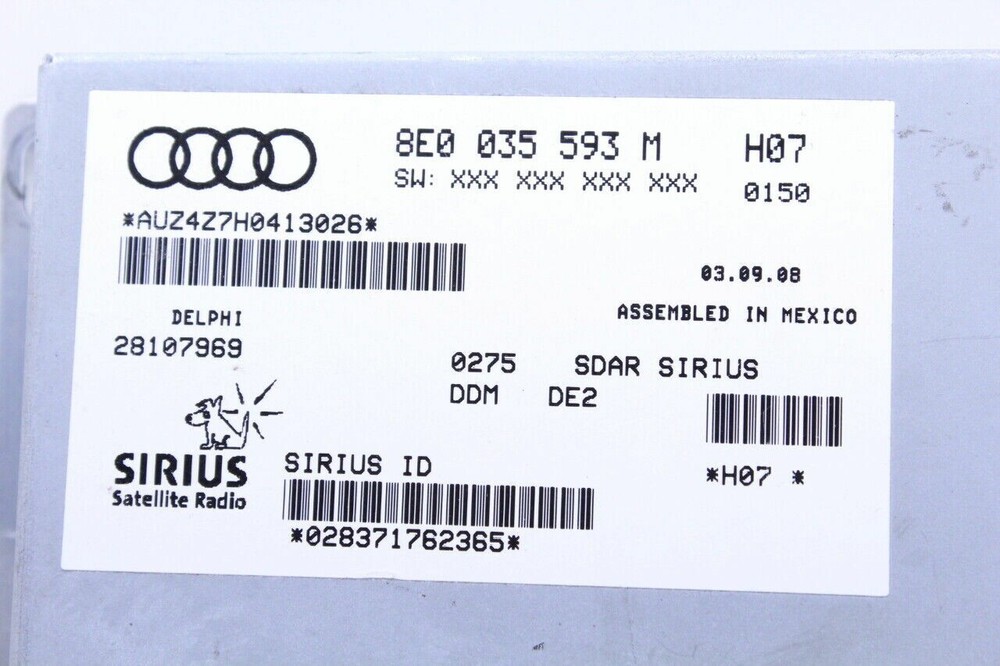 8E0 035 593 M H07
SW: XXX XXX XXX XXX 0150
*AUZ4Z7H0413026*
03.09.08
ASSEMBLED IN MEXICO
DELPHI
28107969
0275 SDAR SIRIUS
DDM DE2
SIRIUS
Satellite Radio
SIRIUS ID
*H07 *
*028371762365*